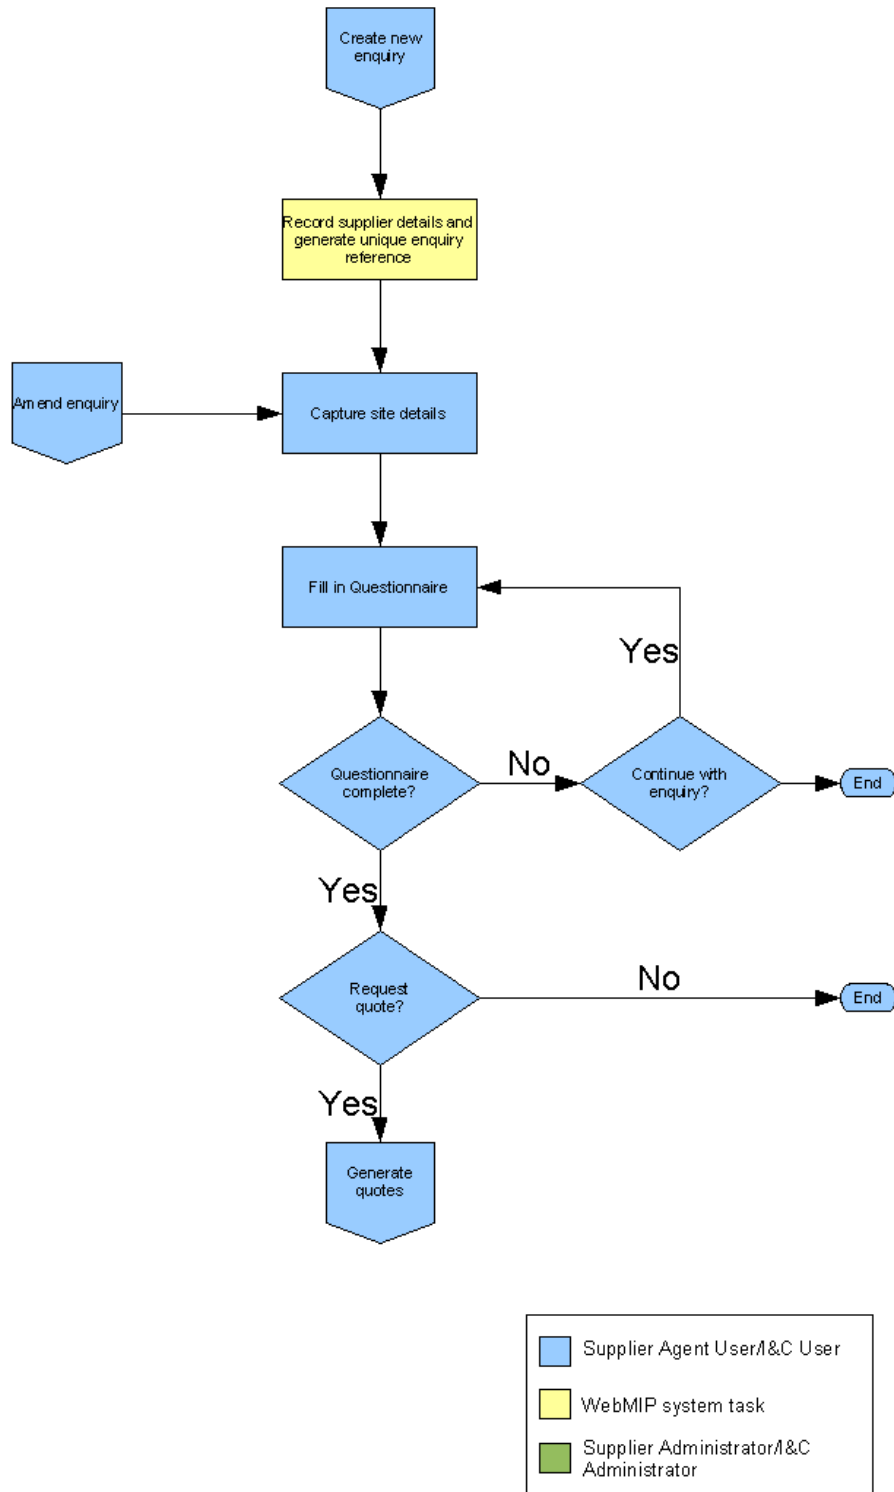 Create new
enquiry
Record supplier details and
generate unique enquiry
reference
Amend enquiry
Capture site details
Fill in Questionnaire
Yes
Questionnaire
complete?
No
Continue with
enquiry?
End
Yes
Request
quote?
No
End
Yes
Generate
quotes
Supplier Agent User/I&C User
WebMIP system task
Supplier Administrator/I&C
Administrator